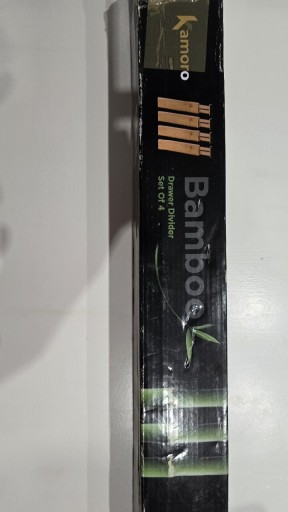 Kamoro
Bamboo
Drawer Divider
Set Of 4